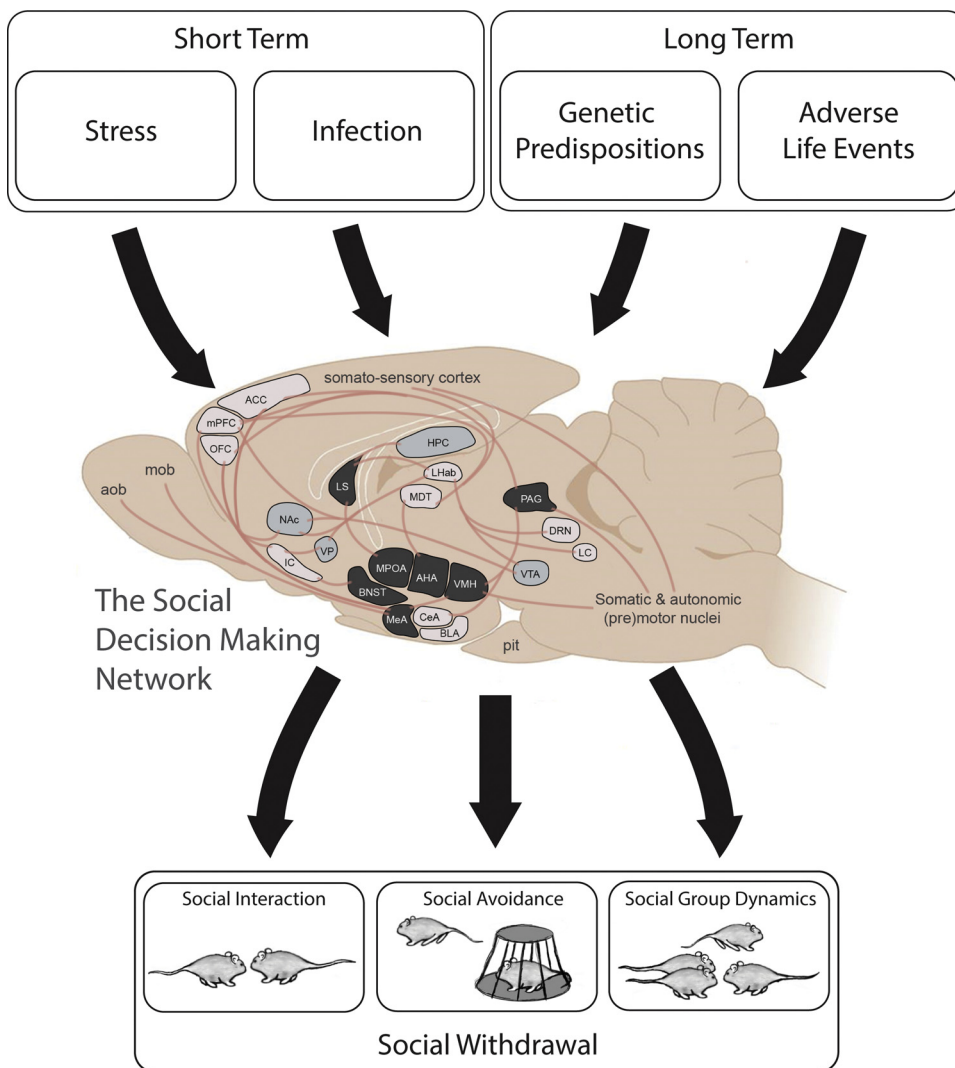 Short Term
Long Term
Stress
Infection
Genetic
Predispositions
Adverse
Life Events
somato-sensory cortex
ACC
mPFC
OFC
HPC
mob
LHab
aob
LS
MDT
PAG
NAc
DRN
VP
LC
IC
MPOA
AHA
VMH
VTA
BNST
MeA
CeA
BLA
Somatic & autonomic
(pre)motor nuclei
pit
The Social
Decision Making
Network
Social Interaction
Social Avoidance
Social Group Dynamics
Social Withdrawal